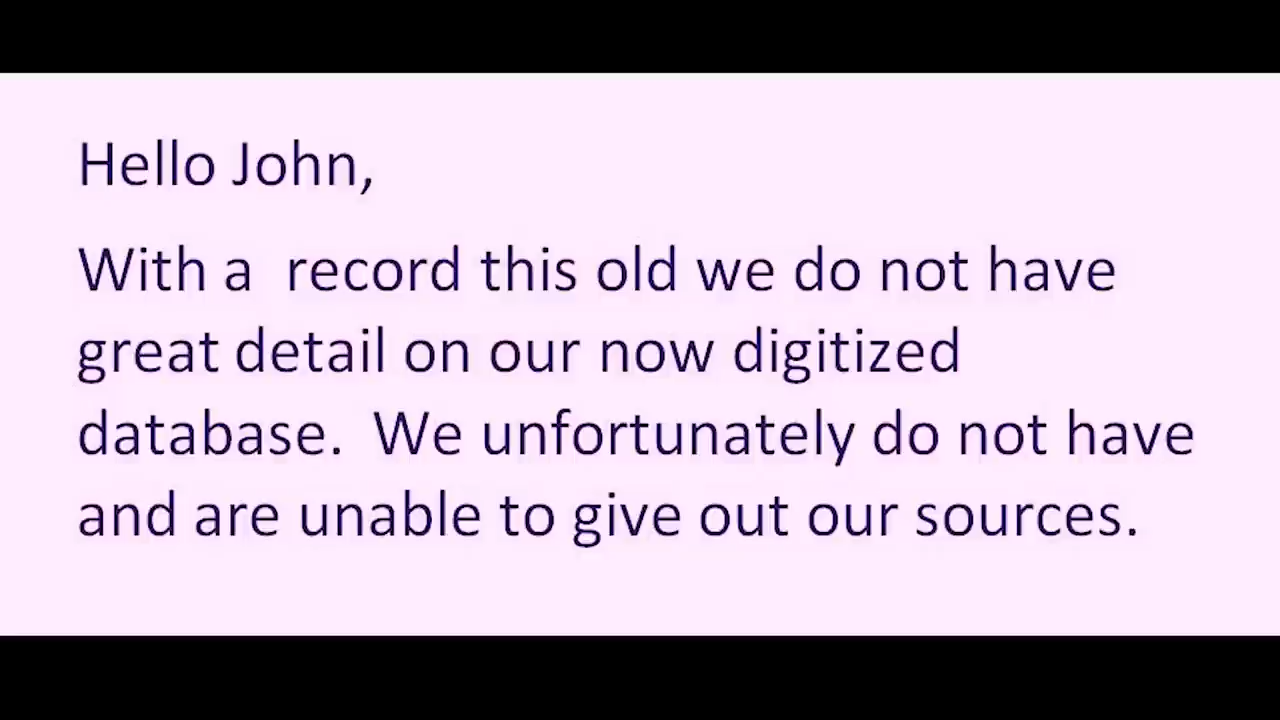 Hello John,
With a  record this old we do not have
great detail on our now digitized
database.  We unfortunately do not have
and are unable to give out our sources.